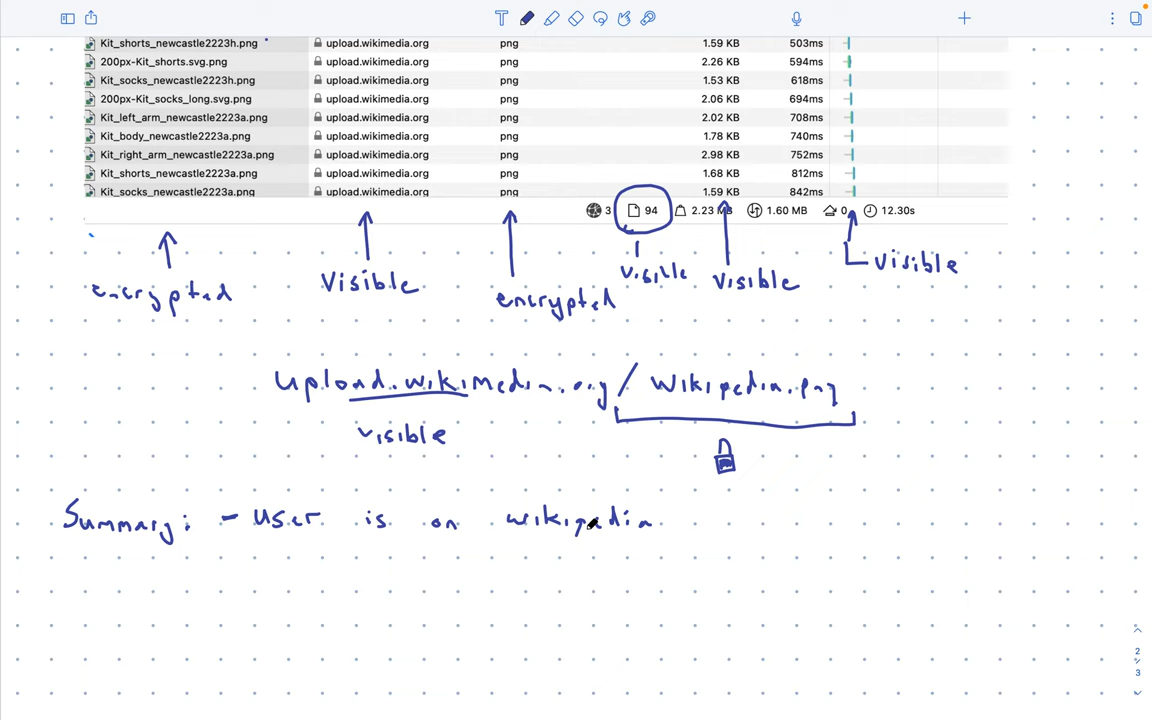 Kit_shorts_newcastle2223h.png upload.wikimedia.org png 1.59 KB 503ms
200px-Kit_shorts.svg.png upload.wikimedia.org png 2.26 KB 594ms
Kit_socks_newcastle2223h.png upload.wikimedia.org png 1.53 KB 618ms
200px-Kit_socks_long.svg.png upload.wikimedia.org png 2.06 KB 694ms
Kit_left_arm_newcastle2223a.png upload.wikimedia.org png 2.02 KB 708ms
Kit_body_newcastle2223a.png upload.wikimedia.org png 1.78 KB 740ms
Kit_right_arm_newcastle2223a.png upload.wikimedia.org png 2.98 KB 752ms
Kit_shorts_newcastle2223a.png upload.wikimedia.org png 1.68 KB 812ms
Kit_socks_newcastle2223a.png upload.wikimedia.org png 1.59 KB 842ms
3 94 2.23 MB 1.60 MB 0 12.30s
encrypted Visible encrypted visible visible visible
upload.wikimedia.org/wikipedia.png
visible
Summary: - User is on wikipedia
2
3